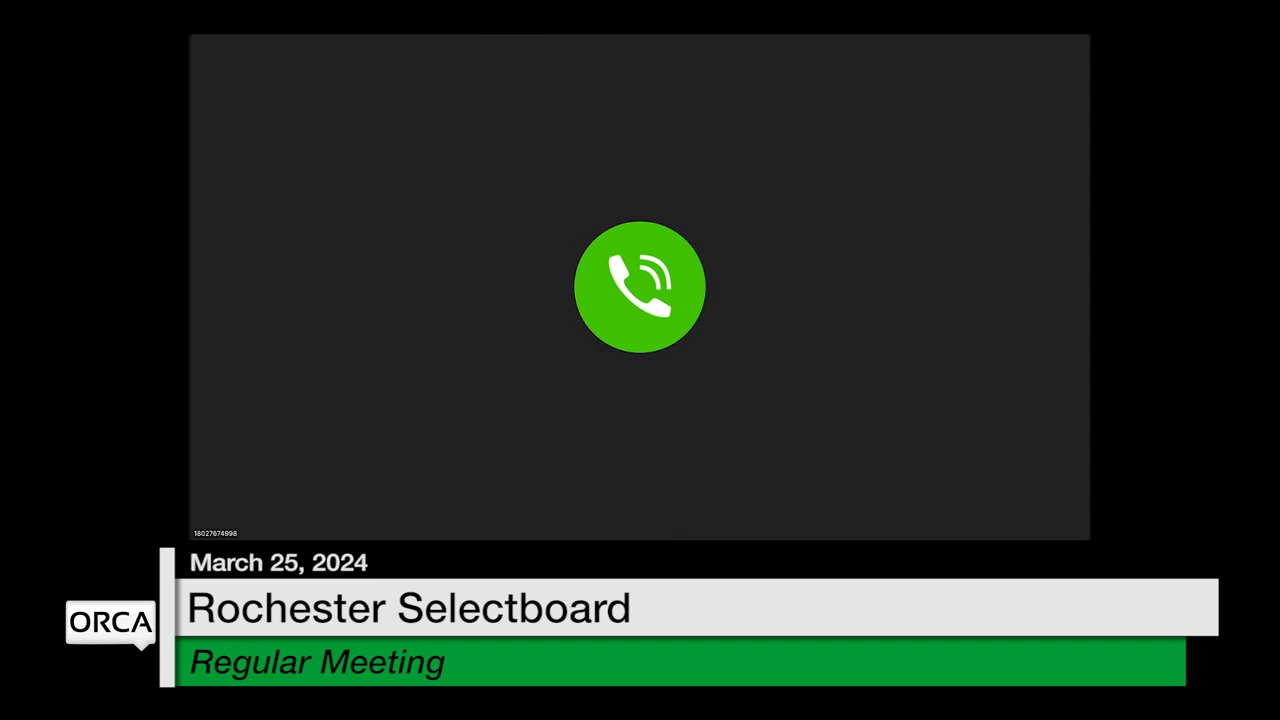 18027674998
March 25, 2024
Rochester Selectboard
ORCA
Regular Meeting